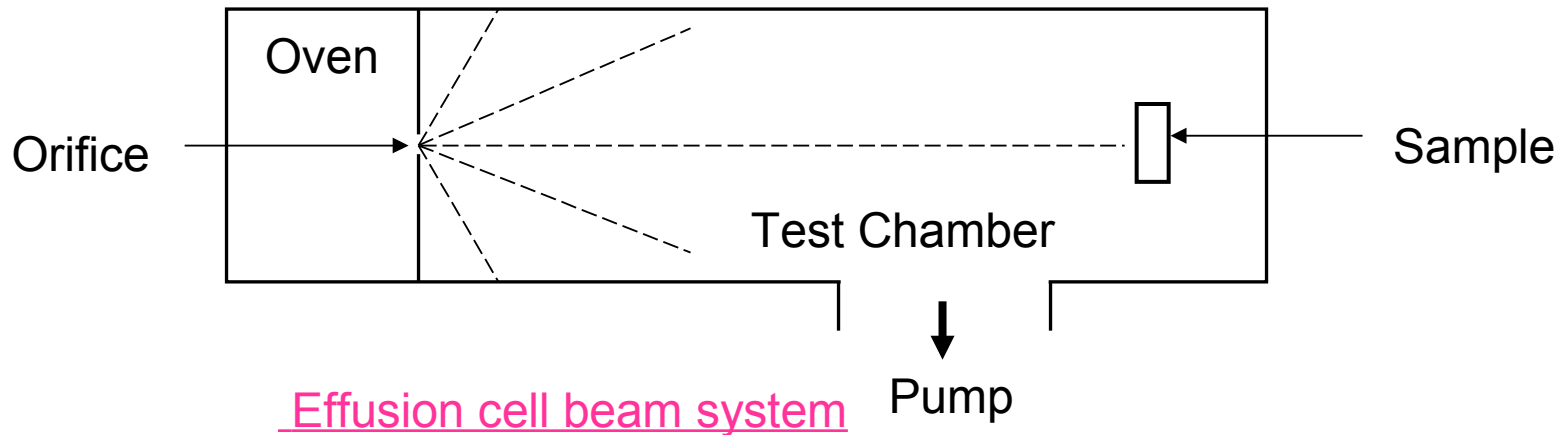 Oven
Orifice
Sample
Test Chamber
Pump
Effusion cell beam system